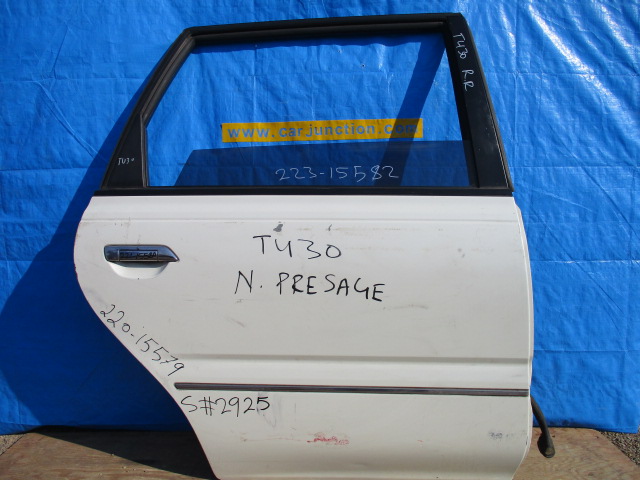 TU30 RR
www.carjunction.com
TU30
223-15582
TU30
N. PRESAGE
220-15579
S#2925